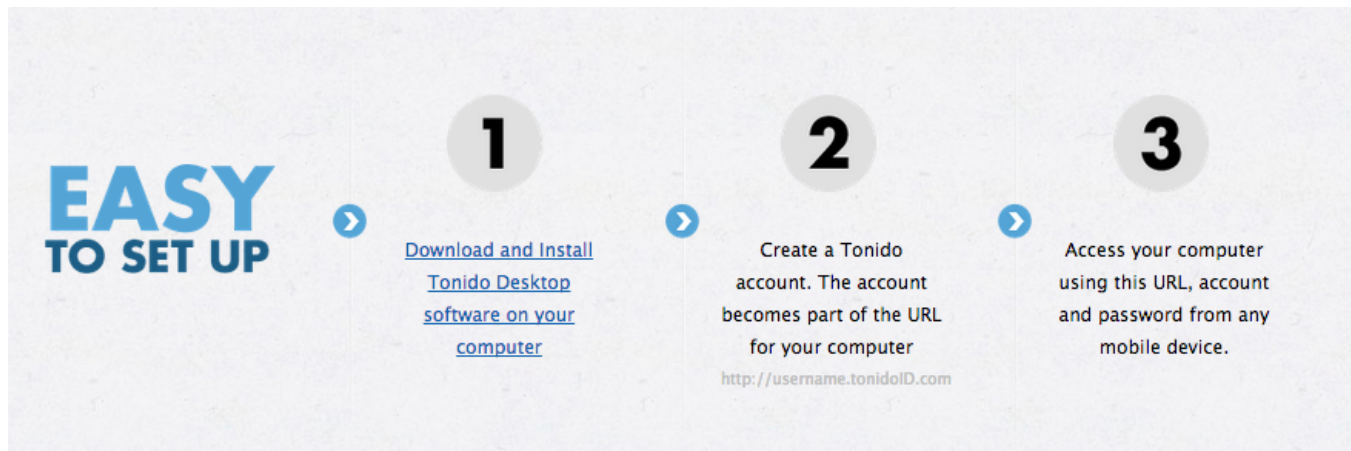 EASY
TO SET UP
1
Download and Install
Tonido Desktop
software on your
computer
2
Create a Tonido
account. The account
becomes part of the URL
for your computer
http://username.tonidoID.com
3
Access your computer
using this URL, account
and password from any
mobile device.